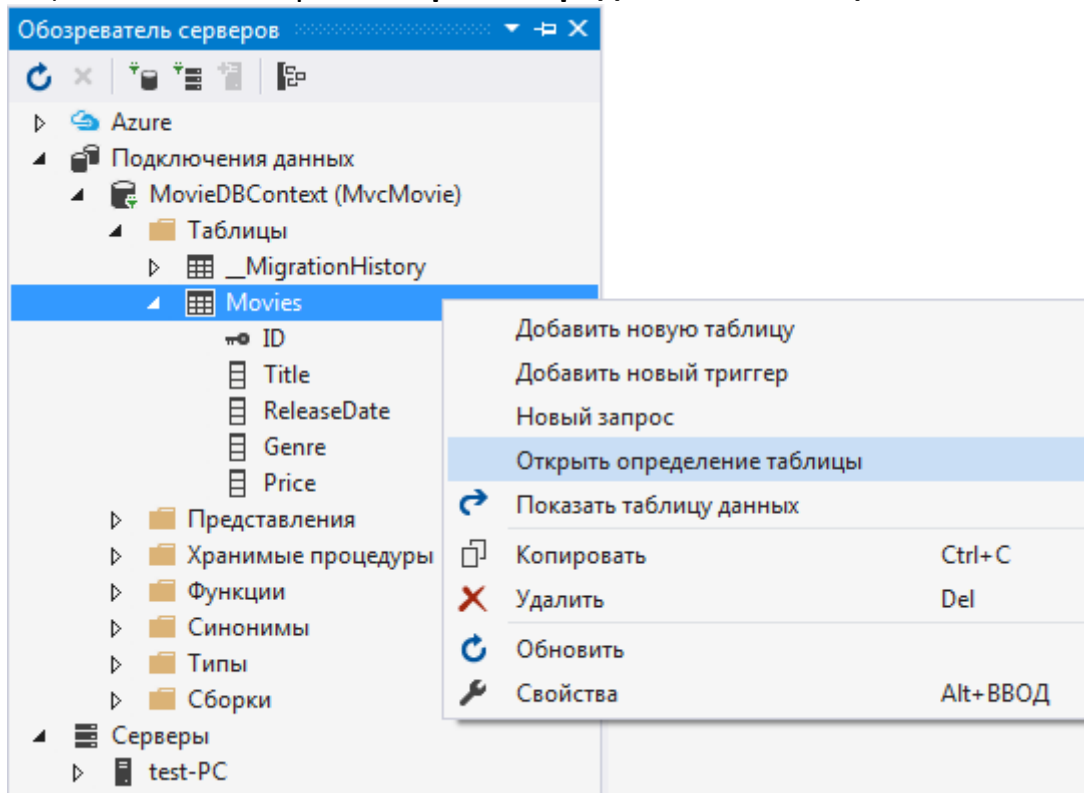 Обозреватель серверов
Azure
Подключения данных
MovieDBContext (MvcMovie)
Таблицы
__MigrationHistory
Movies
ID
Title
ReleaseDate
Genre
Price
Представления
Хранимые процедуры
Функции
Синонимы
Типы
Сборки
Серверы
test-PC
Добавить новую таблицу
Добавить новый триггер
Новый запрос
Открыть определение таблицы
Показать таблицу данных
Копировать Ctrl+C
Удалить Del
Обновить
Свойства Alt+ВВОД